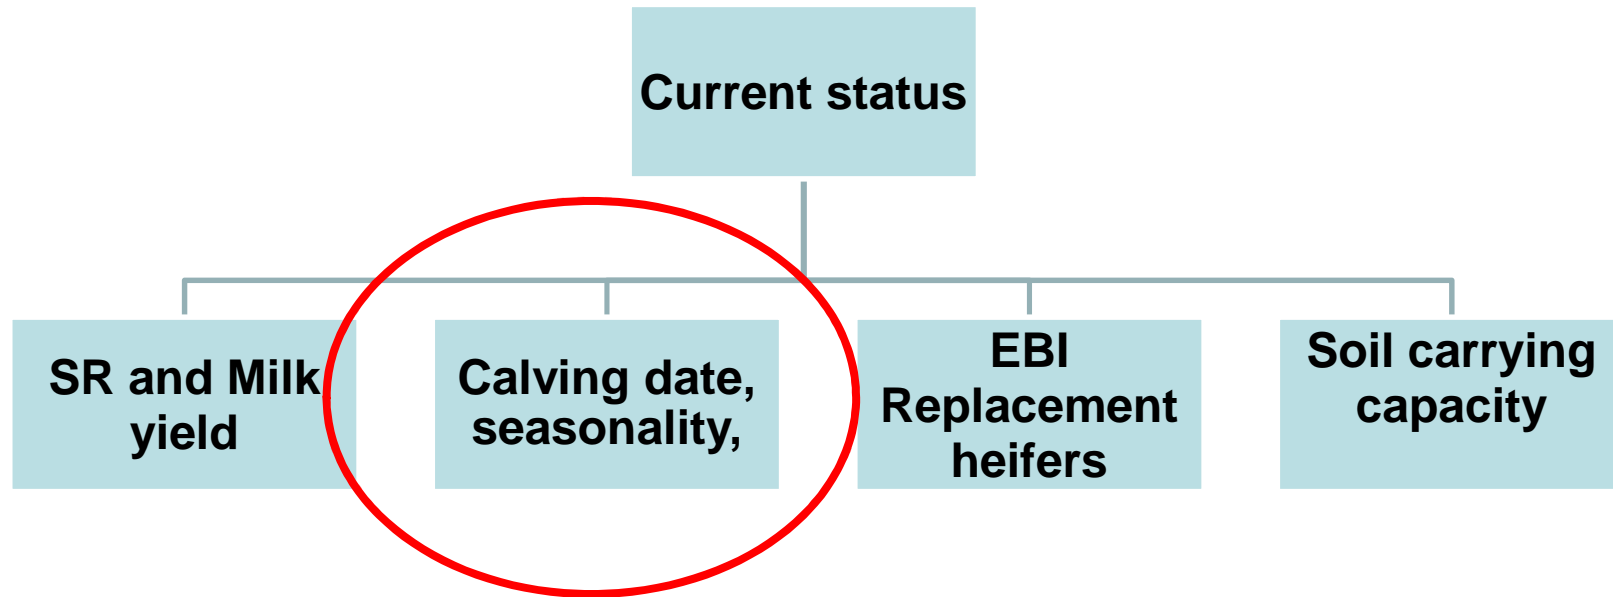 Current status
SR and Milk
yield
Calving date,
seasonality,
EBI
Replacement
heifers
Soil carrying
capacity